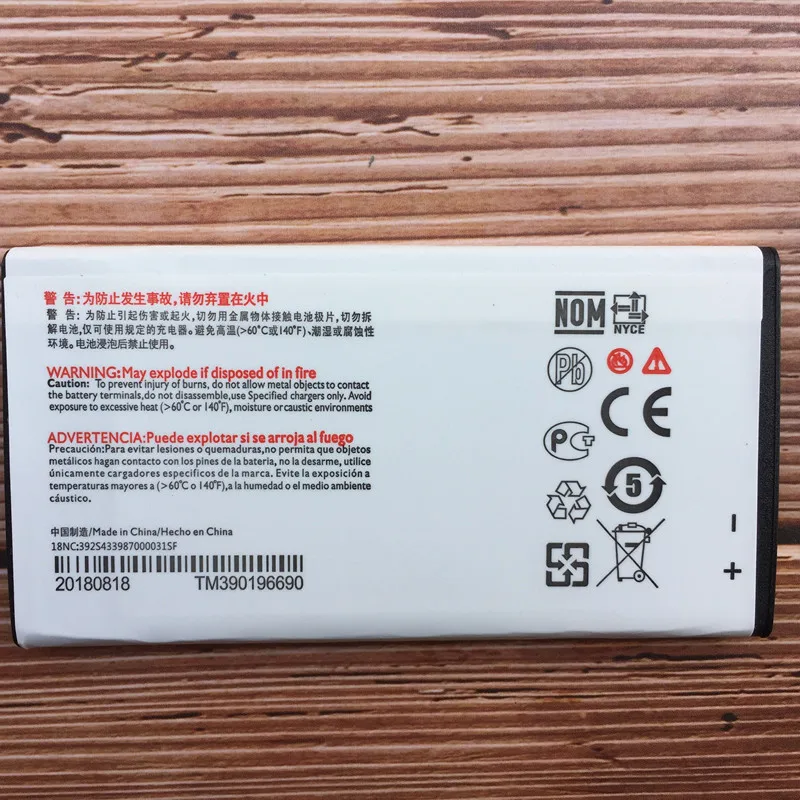 警 告:为防止发生事故,请勿弃置在火中
警 告:为防止引起伤害或起火,切勿用金属物体接触电池极片,切勿拆
解电池,仅可使用规定的充电器。避免高温(>60℃或140℉)、潮湿或腐蚀性
环境。电池浸泡后禁止使用。
WARNING:May explode if disposed of in fire
Caution: To prevent injury of burns, do not allow metal objects to contact
the battery terminals,do not disassemble, use Specified chargers only. Avoid
exposure to excessive heat (>60℃ or 140℉), moisture or caustic environments
ADVERTENCIA:Puede explotar si se arroja al fuego
Precaución:Para evitar lesiones o quemaduras,no permita que objetos
metálicos hagan contacto con los pines de la bateria, no la desarme, utilice
únicamente cargadores especificos de la marca. Evite la exposición a
temperaturas mayores a (>60℃ o 140℉),a la humedad o el medio ambiente
cáustico.
中国制造/Made in China/Hecho en China
18NC:392S433987000031SF
20180818 TM390196690
NOM
NYCE
Pb
CE
PCT
5
-
+